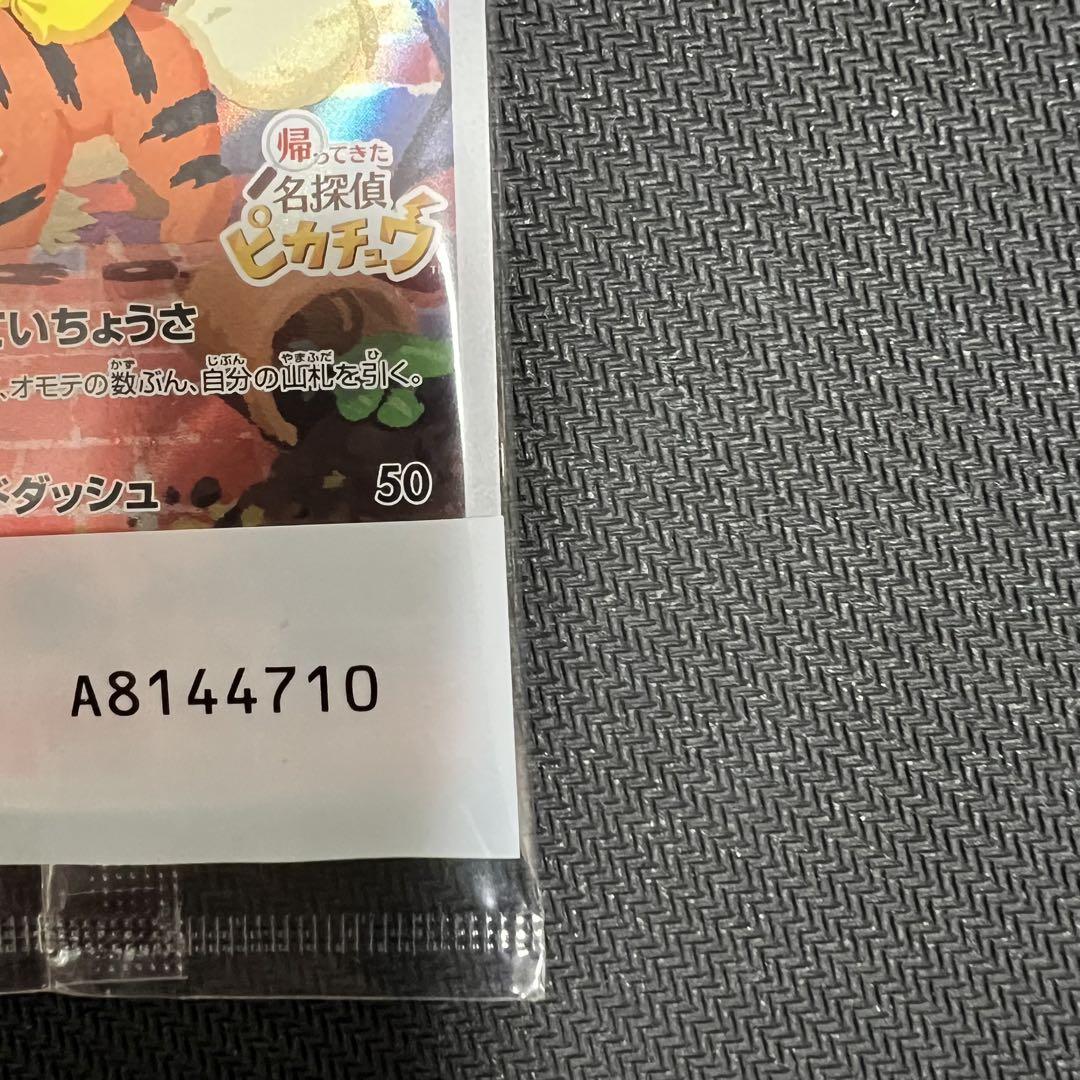 帰ってきた
名探偵
ピカチュウ
いちょうさ
、オモテの数ぶん、自分の山札を引く。
かず じぶん やまふだ ひ
ダッシュ 50
A8144710